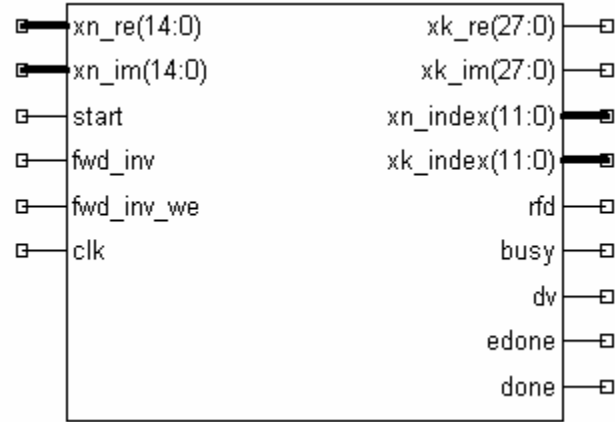 xn_re(14:0)
xk_re(27:0)
xn_im(14:0)
xk_im(27:0)
start
xn_index(11:0)
fwd_inv
xk_index(11:0)
fwd_inv_we
rfd
clk
busy
dv
edone
done